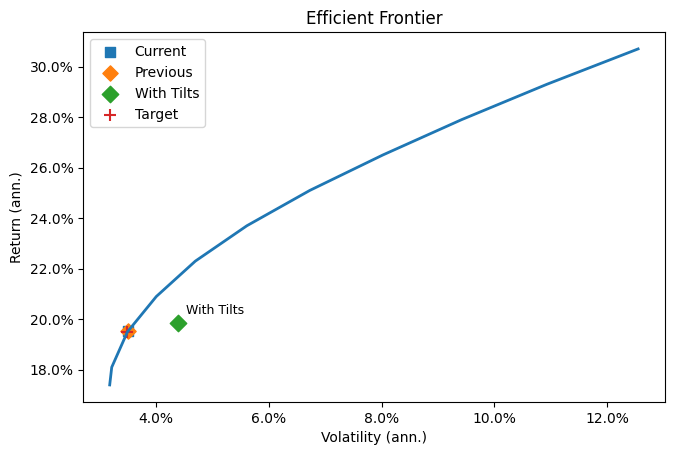 Efficient Frontier
Current
Previous
With Tilts
Target
Return (ann.)
30.0%
28.0%
26.0%
24.0%
22.0%
20.0%
18.0%
With Tilts
4.0%
6.0%
8.0%
10.0%
12.0%
Volatility (ann.)